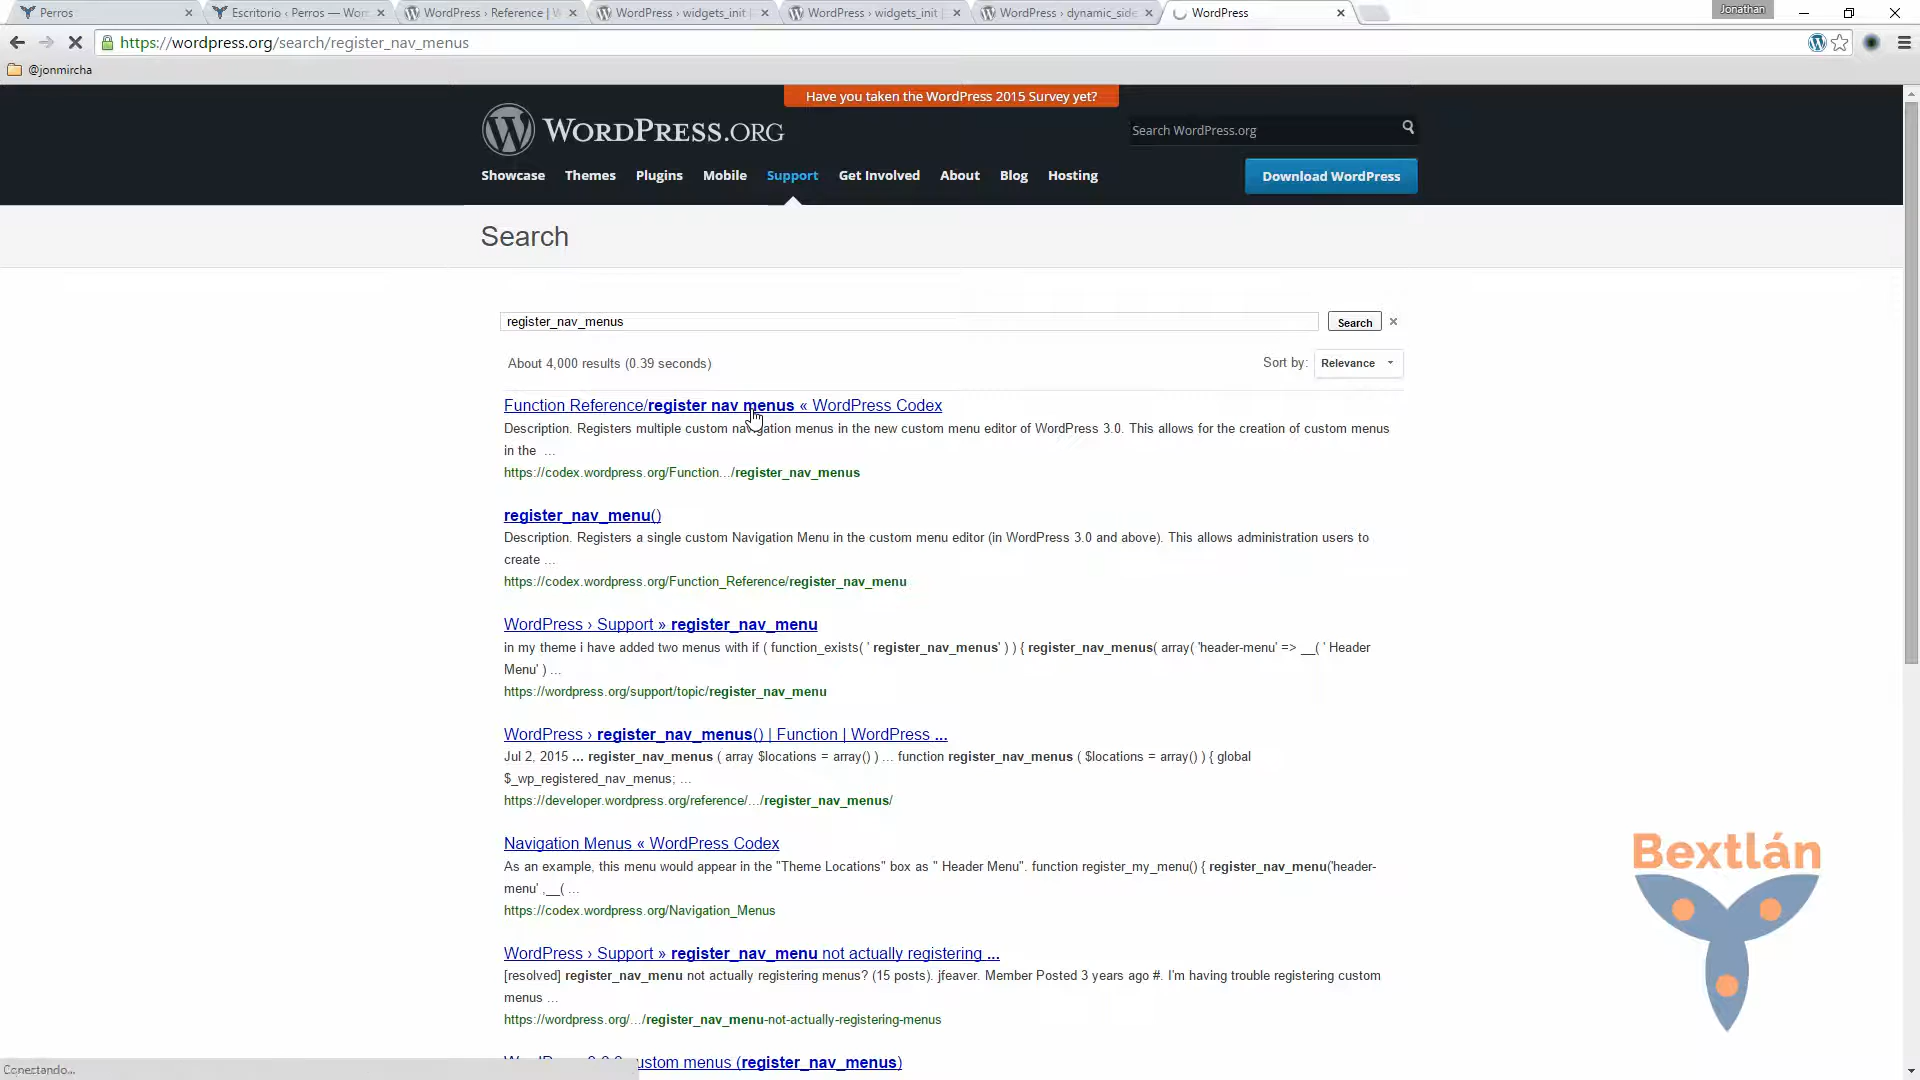 Perros
Escritorio ‹ Perros — Wor
WordPress › Reference | W
WordPress › widgets_init |
WordPress › widgets_init |
WordPress › dynamic_side
WordPress
Jonathan
https://wordpress.org/search/register_nav_menus
@jonmircha
Have you taken the WordPress 2015 Survey yet?
WORDPRESS.ORG
Search WordPress.org
Showcase Themes Plugins Mobile Support Get Involved About Blog Hosting
Download WordPress
Search
register_nav_menus
Search
About 4,000 results (0.39 seconds)
Sort by: Relevance
Function Reference/register nav menus « WordPress Codex
Description. Registers multiple custom navigation menus in the new custom menu editor of WordPress 3.0. This allows for the creation of custom menus
in the ...
https://codex.wordpress.org/Function.../register_nav_menus
register_nav_menu()
Description. Registers a single custom Navigation Menu in the custom menu editor (in WordPress 3.0 and above). This allows administration users to
create ...
https://codex.wordpress.org/Function_Reference/register_nav_menu
WordPress › Support » register_nav_menu
in my theme i have added two menus with if ( function_exists( ' register_nav_menus' ) ) { register_nav_menus( array( 'header-menu' => __( ' Header
Menu' ) ...
https://wordpress.org/support/topic/register_nav_menu
WordPress › register_nav_menus() | Function | WordPress ...
Jul 2, 2015 ... register_nav_menus ( array $locations = array() ) ... function register_nav_menus ( $locations = array() ) { global
$_wp_registered_nav_menus; ...
https://developer.wordpress.org/reference/.../register_nav_menus/
Navigation Menus « WordPress Codex
As an example, this menu would appear in the "Theme Locations" box as " Header Menu". function register_my_menu() { register_nav_menu('header-
menu' ,__( ...
https://codex.wordpress.org/Navigation_Menus
WordPress › Support » register_nav_menu not actually registering ...
[resolved] register_nav_menu not actually registering menus? (15 posts). jfeaver. Member Posted 3 years ago #. I'm having trouble registering custom
menus ...
https://wordpress.org/.../register_nav_menu-not-actually-registering-menus
ustom menus (register_nav_menus)
Conectando...
Bextlán